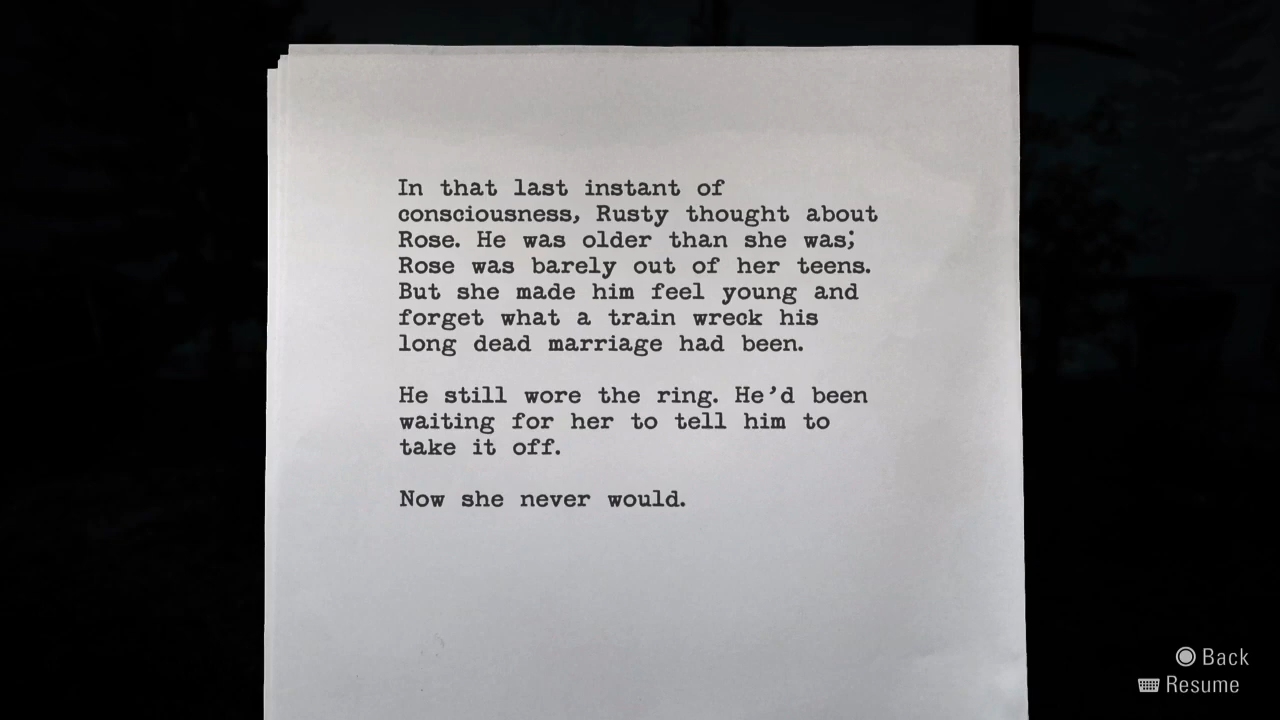 In that last instant of
consciousness, Rusty thought about
Rose. He was older than she was;
Rose was barely out of her teens.
But she made him feel young and
forget what a train wreck his
long dead marriage had been.
He still wore the ring. He’d been
waiting for her to tell him to
take it off.
Now she never would.
Back
Resume